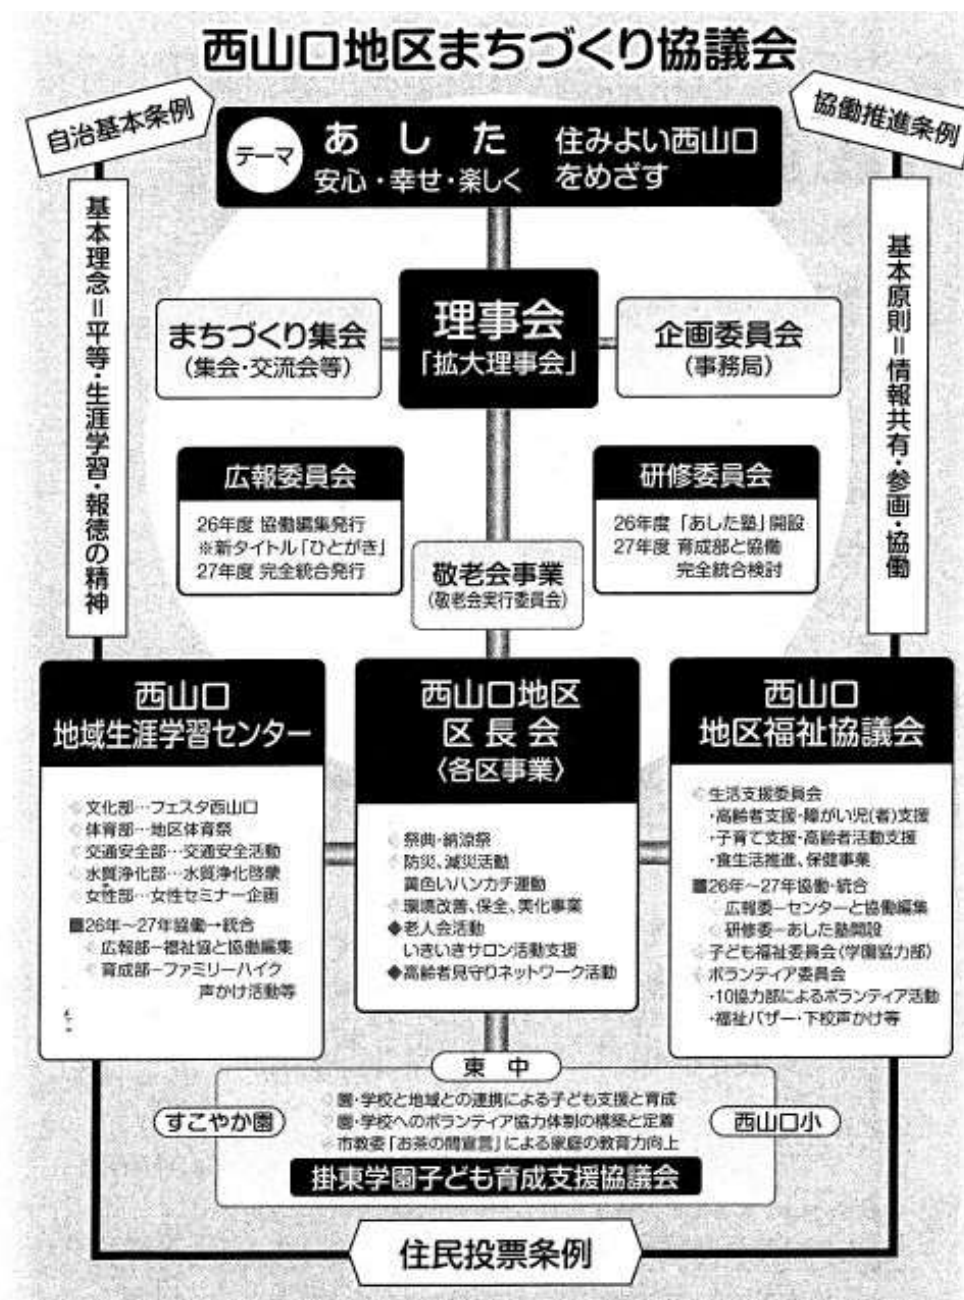 西山口地区まちづくり協議会
自治基本条例
協働推進条例
テーマ
あした
安心・幸せ・楽しく
住みよい西山口
をめざす
基本理念＝平等・生涯学習・報徳の精神
基本原則＝情報共有・参画・協働
まちづくり集会
(集会・交流会等)
理事会
「拡大理事会」
企画委員会
(事務局)
広報委員会
26年度 協働編集発行
※新タイトル「ひとがき」
27年度 完全統合発行
研修委員会
26年度 「あした塾」開設
27年度 育成部と協働
完全統合検討
敬老会事業
(敬老会実行委員会)
西山口
地域生涯学習センター
文化部…フェスタ西山口
体育部…地区体育祭
交通安全部…交通安全活動
水質浄化部…水質浄化啓蒙
女性部…女性セミナー企画
■26年～27年協働→統合
広報部－福祉協と協働編集
育成部－ファミリーハイク
声かけ活動等
西山口地区
区長会
〈各区事業〉
祭典・納涼祭
防災、減災活動
黄色いハンカチ運動
環境改善、保全、美化事業
◆老人会活動
いきいきサロン活動支援
◆高齢者見守りネットワーク活動
西山口
地区福祉協議会
生活支援委員会
・高齢者支援・障がい児(者)支援
・子育て支援・高齢者活動支援
・食生活推進、保健事業
■26年～27年協働・統合
広報委－センターと協働編集
研修委－あした塾開設
子ども福祉委員会(学園協力部)
ボランティア委員会
・10協力部によるボランティア活動
・福祉バザー・下校声かけ等
東中
すこやか園
西山口小
園・学校と地域との連携による子ども支援と育成
園・学校へのボランティア協力体制の構築と定着
市教委「お茶の間宣言」による家庭の教育力向上
掛東学園子ども育成支援協議会
住民投票条例